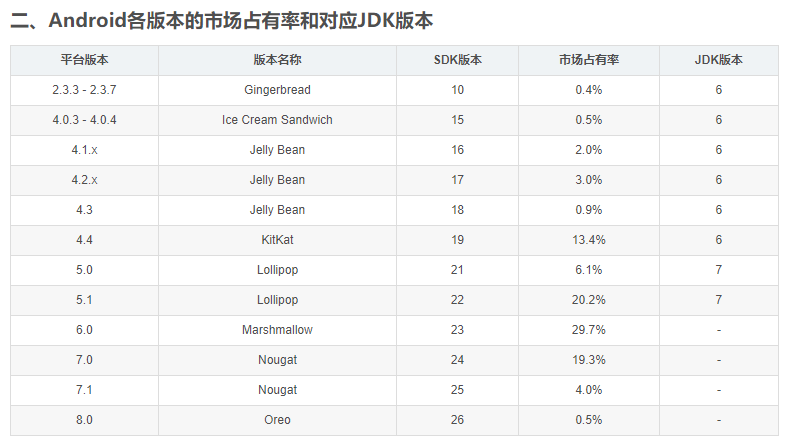 二、Android各版本的市场占有率和对应JDK版本
平台版本 版本名称 SDK版本 市场占有率 JDK版本
2.3.3 - 2.3.7 Gingerbread 10 0.4% 6
4.0.3 - 4.0.4 Ice Cream Sandwich 15 0.5% 6
4.1.x Jelly Bean 16 2.0% 6
4.2.x Jelly Bean 17 3.0% 6
4.3 Jelly Bean 18 0.9% 6
4.4 KitKat 19 13.4% 6
5.0 Lollipop 21 6.1% 7
5.1 Lollipop 22 20.2% 7
6.0 Marshmallow 23 29.7% -
7.0 Nougat 24 19.3% -
7.1 Nougat 25 4.0% -
8.0 Oreo 26 0.5% -